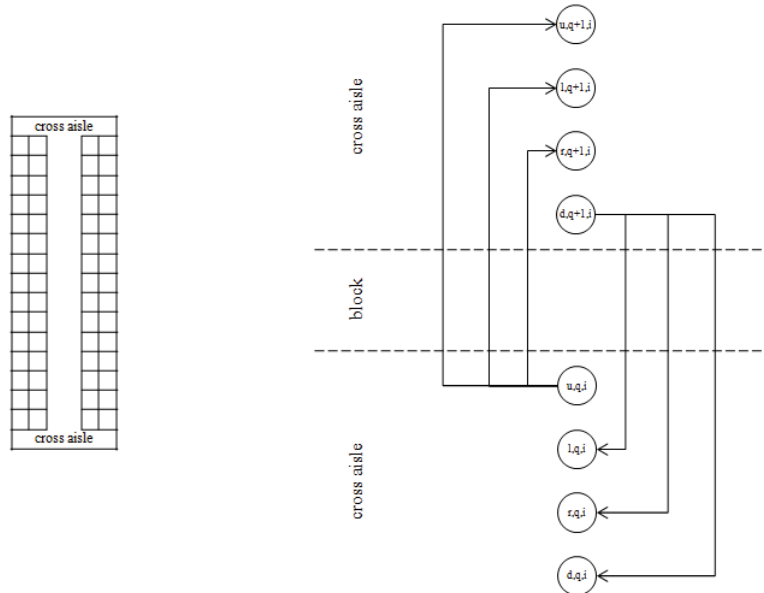 cross aisle
cross aisle
cross aisle
block
cross aisle
u,q+1,i
l,q+1,i
r,q+1,i
d,q+1,i
u,q,i
l,q,i
r,q,i
d,q,i